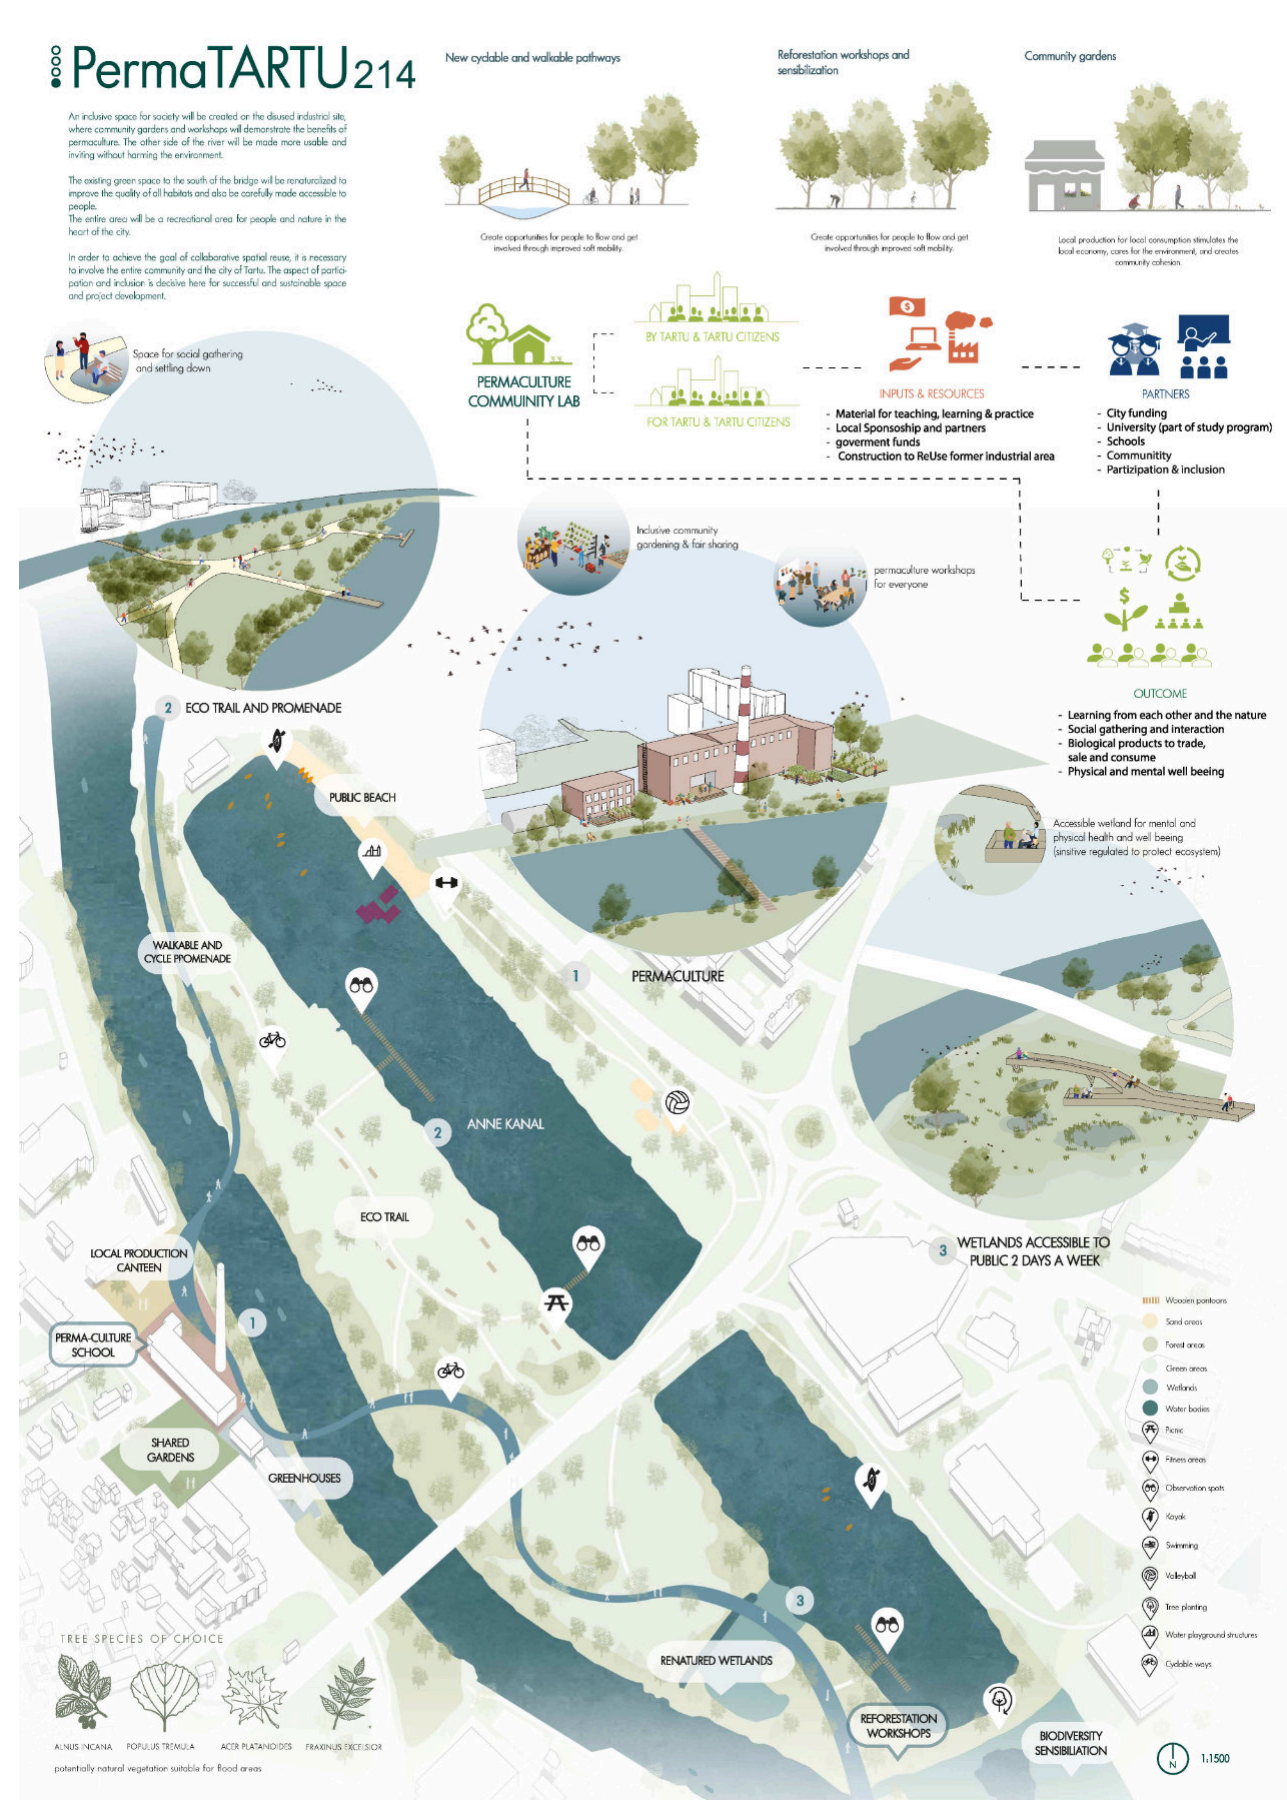 PermaTARTU 214
An inclusive space for society will be created on the disused industrial site,
where community gardens and workshops will demonstrate the benefits of
permaculture. The other side of the river will be made more usable and
inviting without harming the environment.
The existing green space to the south of the bridge will be renaturalized to
improve the quality of all habitats and also be carefully made accessible to
people.
The entire area will be a recreational area for people and nature in the
heart of the city.
In order to achieve the goal of collaborative spatial reuse, it is necessary
to involve the entire community and the city of Tartu. The aspect of partici-
pation and inclusion is decisive here for successful and sustainable space
and project development.
New cyclable and walkable pathways
Create opportunities for people to flow and get
involved through improved soft mobility.
Reforestation workshops and
sensibilization
Create opportunities for people to flow and get
involved through improved soft mobility.
Community gardens
Local production for local consumption stimulates the
local economy, cares for the environment, and creates
community cohesion.
PERMACULTURE
COMMUINITY LAB
BY TARTU & TARTU CITIZENS
FOR TARTU & TARTU CITIZENS
INPUTS & RESOURCES
- Material for teaching, learning & practice
- Local Sponsoship and partners
- goverment funds
- Construction to ReUse former industrial area
PARTNERS
- City funding
- University (part of study program)
- Schools
- Communitity
- Partizipation & inclusion
OUTCOME
- Learning from each other and the nature
- Social gathering and interaction
- Biological products to trade,
sale and consume
- Physical and mental well beeing
Space for social gathering
and settling down
2 ECO TRAIL AND PROMENADE
Inclusive community
gardening & fair sharing
permaculture workshops
for everyone
1 PERMACULTURE
Accessible wetland for mental and
physical health and well beeing
(sinsitive regulated to protect ecosystem)
3 WETLANDS ACCESSIBLE TO
PUBLIC 2 DAYS A WEEK
PUBLIC BEACH
WALKABLE AND
CYCLE PPOMENADE
2 ANNE KANAL
ECO TRAIL
LOCAL PRODUCTION
CANTEEN
1
PERMA-CULTURE
SCHOOL
SHARED
GARDENS
GREENHOUSES
3
RENATURED WETLANDS
REFORESTATION
WORKSHOPS
BIODIVERSITY
SENSIBILIATION
Wooden pontoons
Sand areas
Forest areas
Green areas
Wetlands
Water bodies
Picnic
Fitness areas
Observation spots
Kayak
Swimming
Volleyball
Tree planting
Water playground structures
Cyclable ways
TREE SPECIES OF CHOICE
ALNUS INCANA
POPULUS TREMULA
ACER PLATANOIDES
FRAXINUS EXCELSIOR
potentially natural vegetation suitable for flood areas
N
1:1500